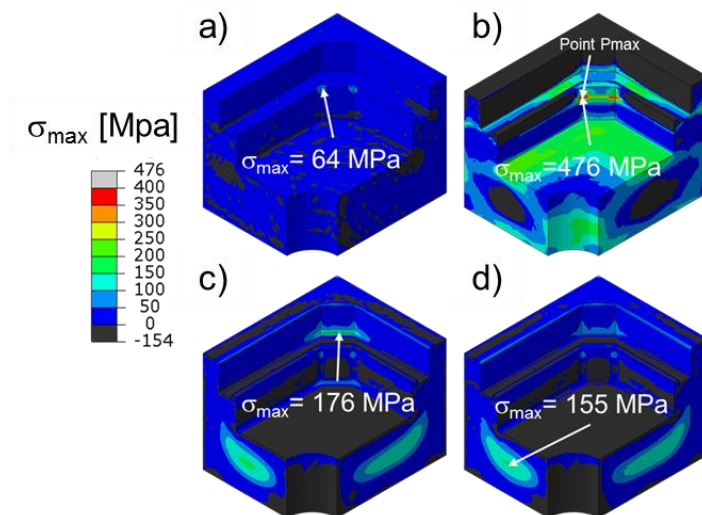 a)
b)
Point Pmax
σmax [Mpa]
476
400
350
300
250
200
150
100
50
0
-154
σmax= 64 MPa
σmax=476 MPa
c)
d)
σmax= 176 MPa
σmax= 155 MPa